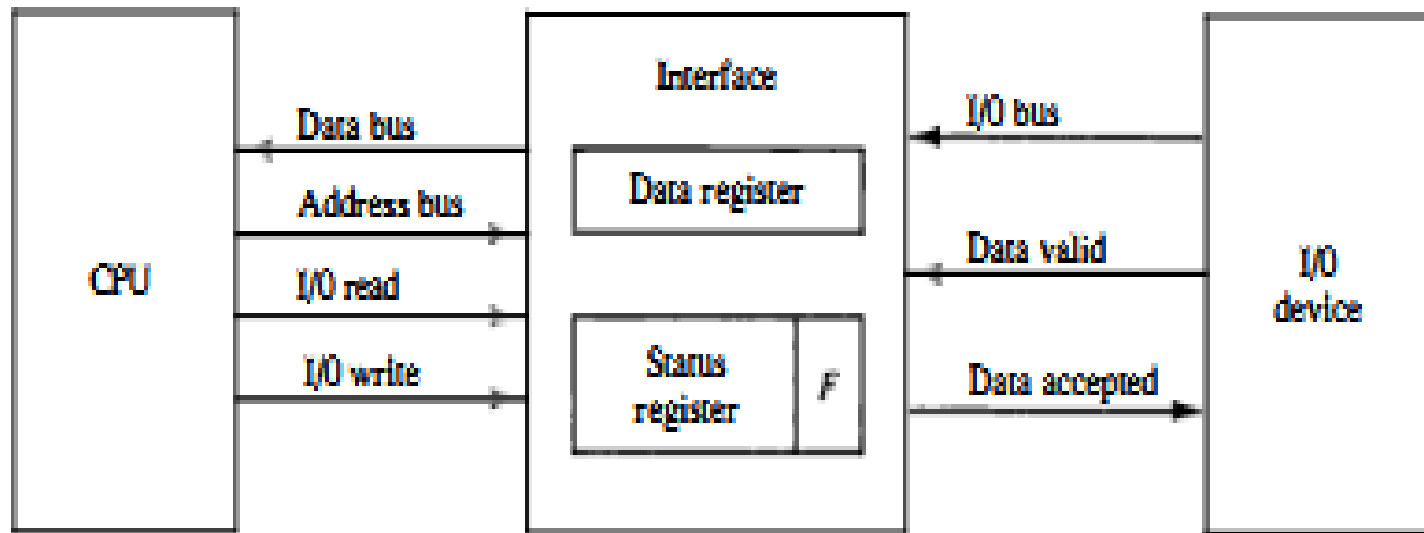 Interface
Data bus
I/O bus
Data register
Address bus
CPU
Data valid
I/O
device
I/O read
Status
register
F
I/O write
Data accepted